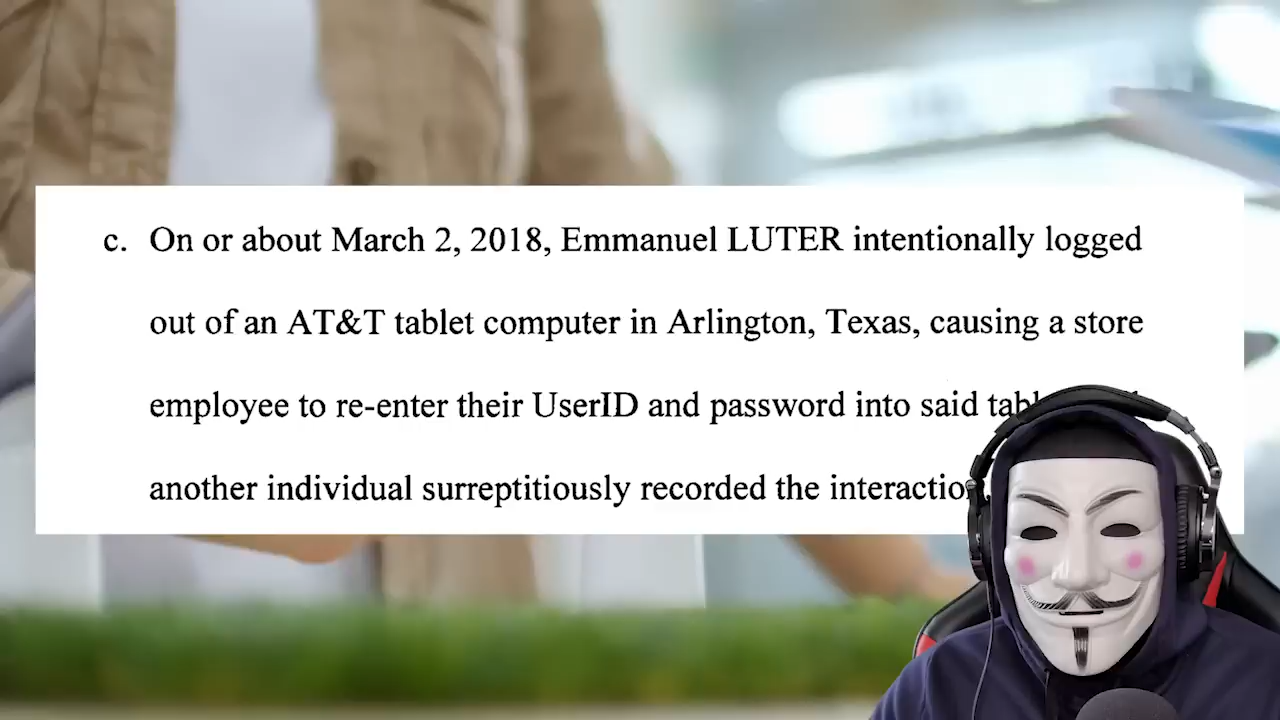 c. On or about March 2, 2018, Emmanuel LUTER intentionally logged
out of an AT&T tablet computer in Arlington, Texas, causing a store
employee to re-enter their UserID and password into said
another individual surreptitiously recorded the